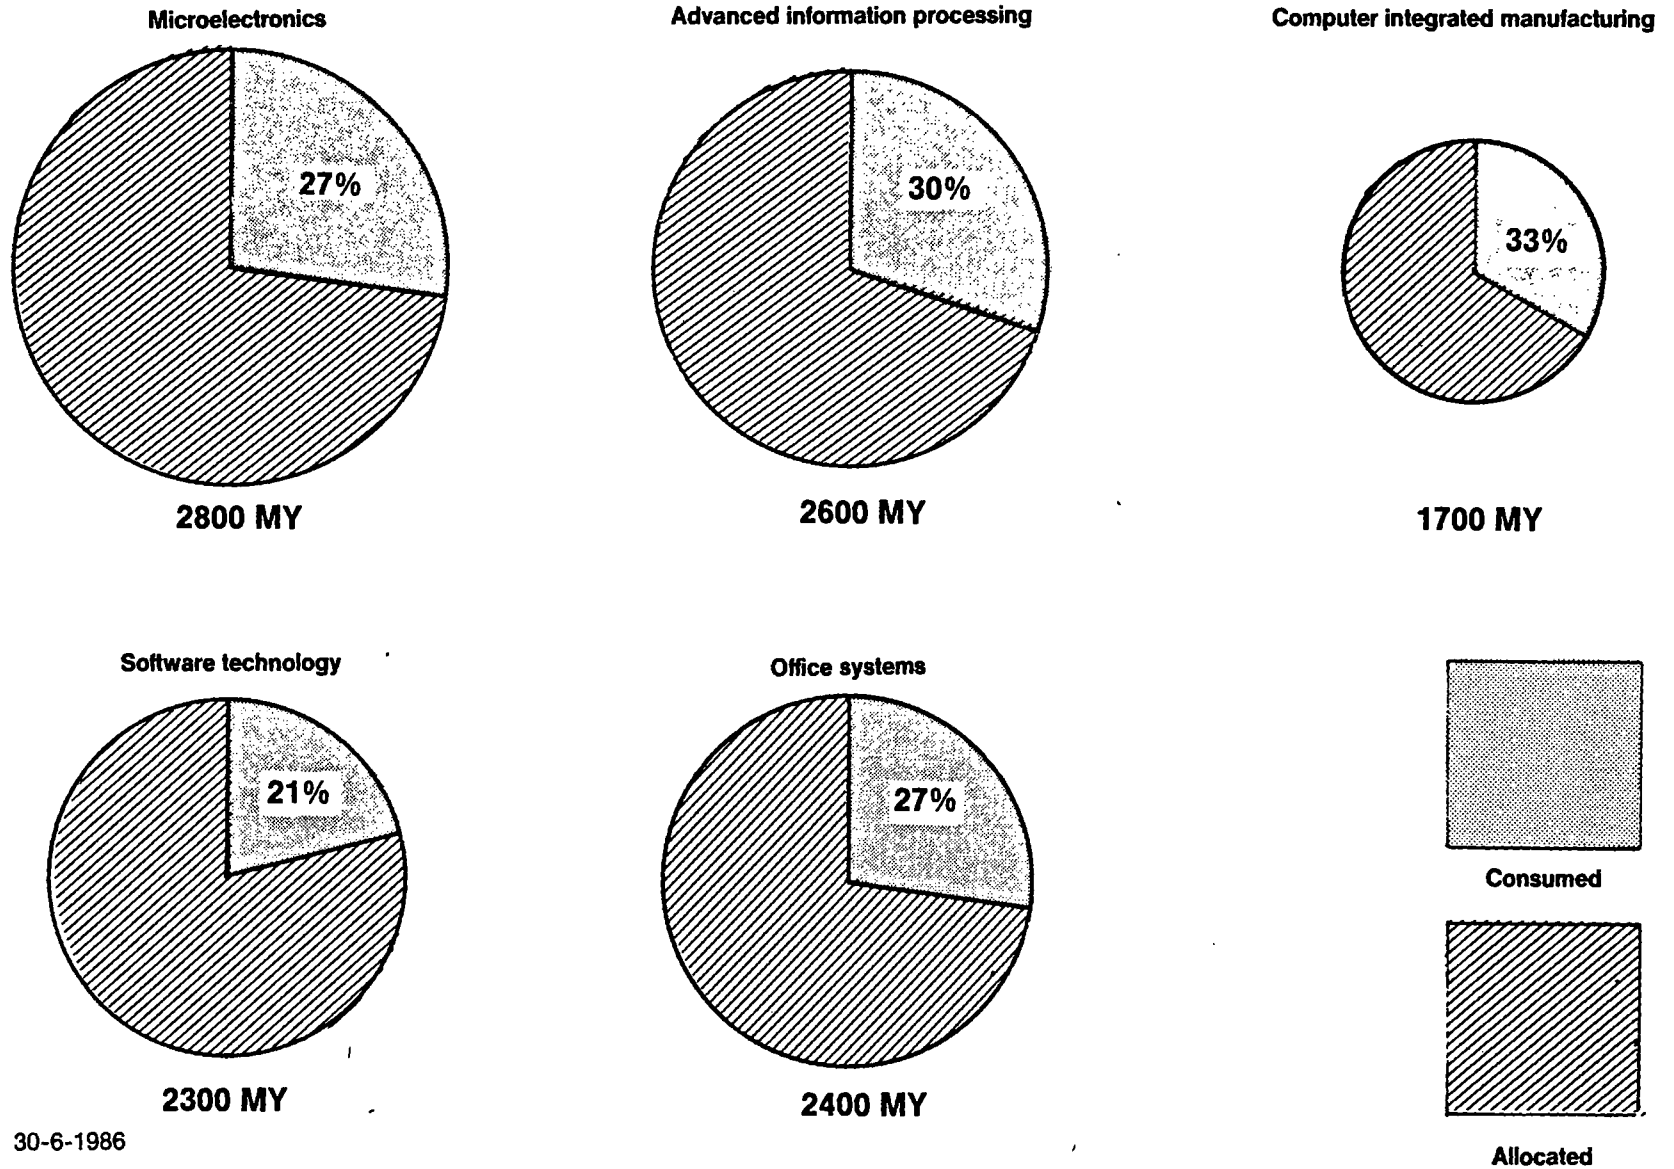 Microelectronics
Advanced information processing
Computer integrated manufacturing
27%
30%
33%
2800 MY
2600 MY
1700 MY
Software technology
Office systems
21%
27%
Consumed
2300 MY
2400 MY
30-6-1986
Allocated